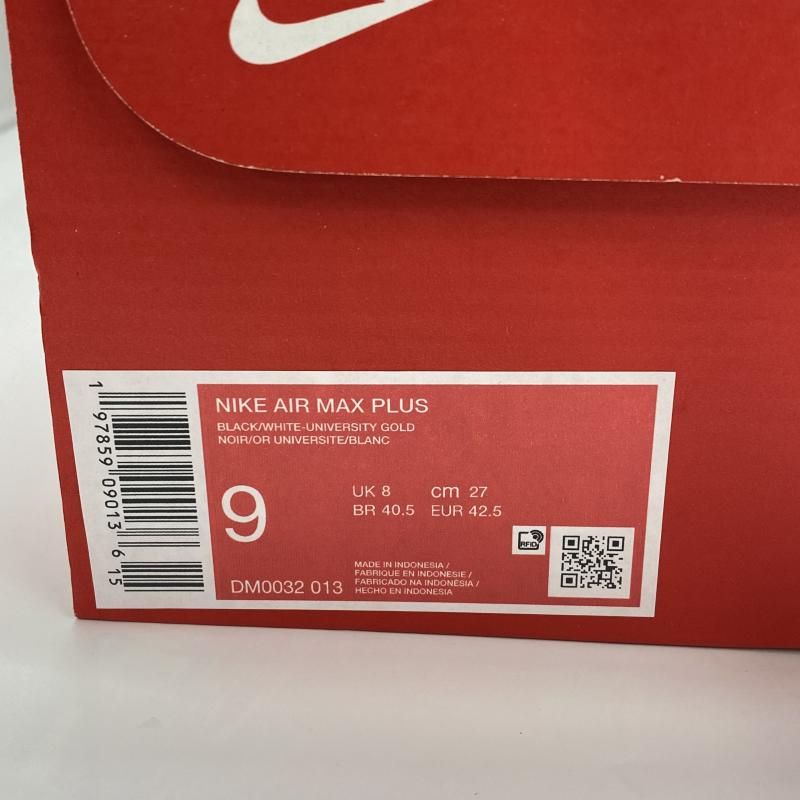 1 97859 09013 6 15
NIKE AIR MAX PLUS
BLACK/WHITE-UNIVERSITY GOLD
NOIR/OR UNIVERSITE/BLANC
9
UK 8 cm 27
BR 40.5 EUR 42.5
RFID
DM0032 013
MADE IN INDONESIA /
FABRIQUE EN INDONESIE /
FABRICADO NA INDONÉSIA /
HECHO EN INDONESIA